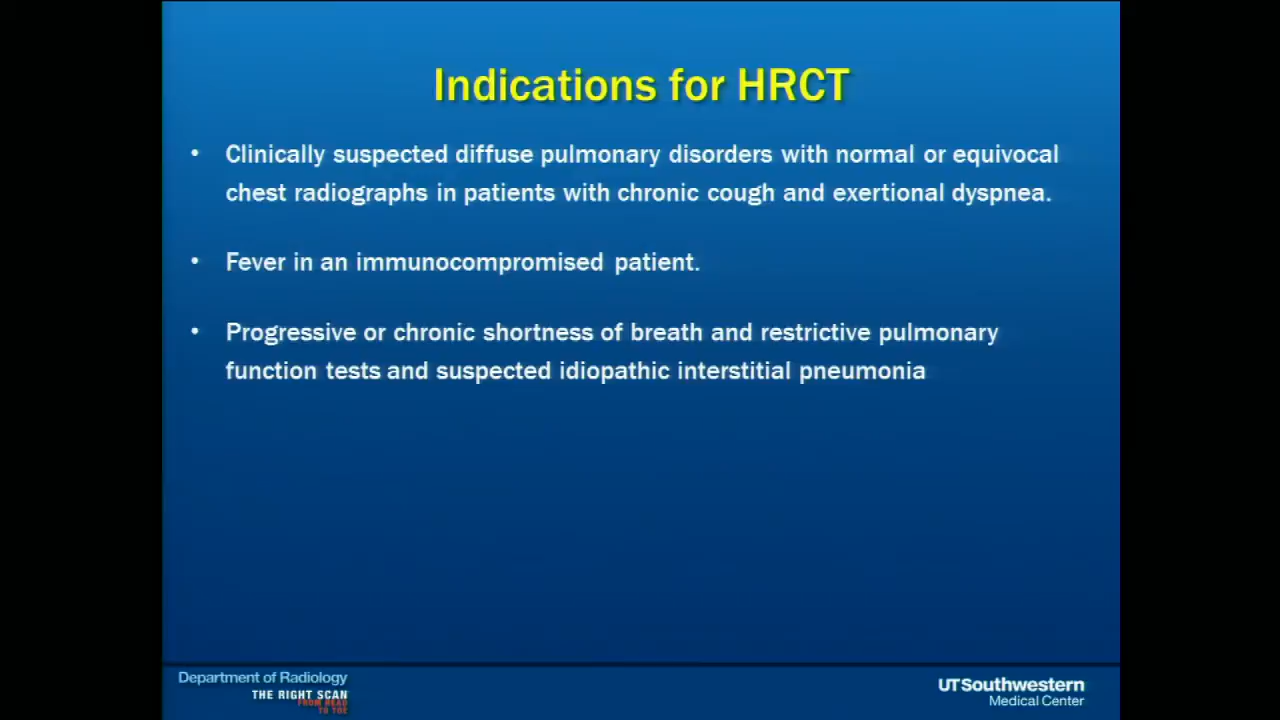 Indications for HRCT
• Clinically suspected diffuse pulmonary disorders with normal or equivocal
chest radiographs in patients with chronic cough and exertional dyspnea.
• Fever in an immunocompromised patient.
• Progressive or chronic shortness of breath and restrictive pulmonary
function tests and suspected idiopathic interstitial pneumonia
Department of Radiology
THE RIGHT SCAN
FROM HEAD
TO TOE
UTSouthwestern
Medical Center